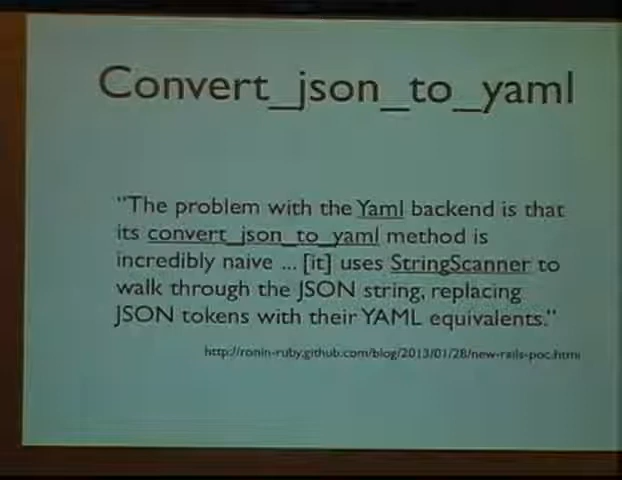 Convert_json_to_yaml
"The problem with the Yaml backend is that
its convert_json_to_yaml method is
incredibly naive ... [it] uses StringScanner to
walk through the JSON string, replacing
JSON tokens with their YAML equivalents."
http://ronin-ruby.github.com/blog/2013/01/28/new-rails-poc.html